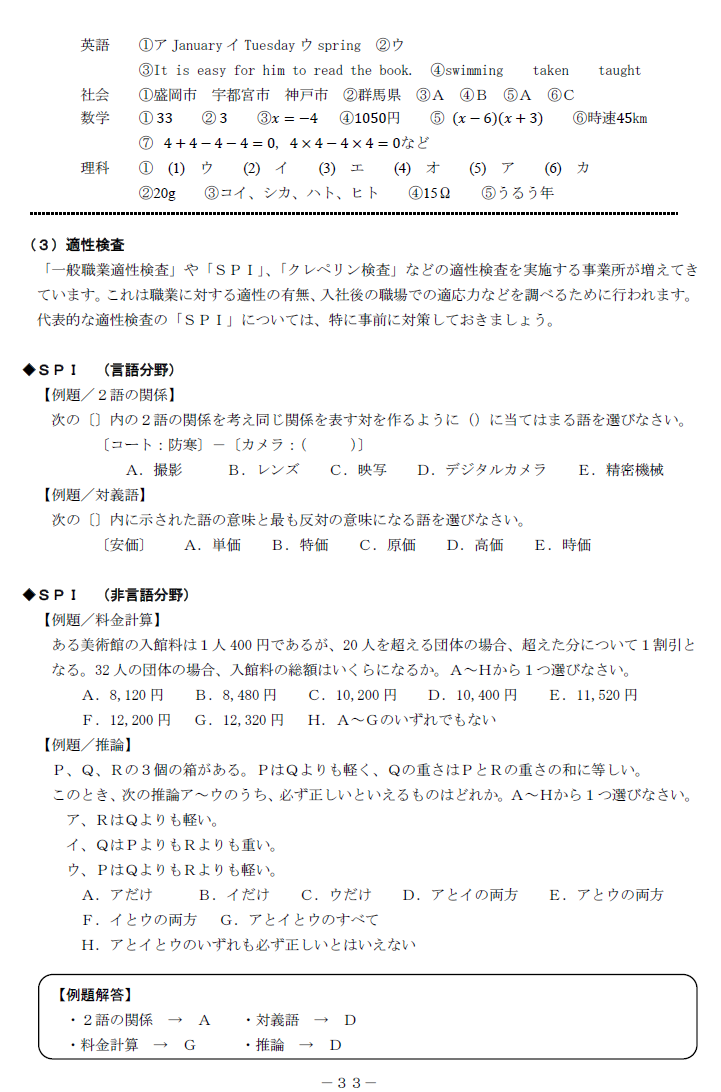 英語　　①ア January イ Tuesday ウ spring　②ウ
③It is easy for him to read the book.　④swimming　　taken　　taught
社会　　①盛岡市　宇都宮市　神戸市　②群馬県　③Ａ　④Ｂ　⑤Ａ　⑥Ｃ
数学　　① 33　　② 3　　③x = −4　　④1050円　　⑤ (x − 6)(x + 3)　　⑥時速45㎞
⑦ 4 + 4 − 4 − 4 = 0, 4 × 4 − 4 × 4 = 0など
理科　　①　(1)　ウ　　(2)　イ　　(3)　エ　　(4)　オ　　(5)　ア　　(6)　カ
②20g　　③コイ、シカ、ハト、ヒト　　④15Ω　　⑤うるう年
（３）適性検査
「一般職業適性検査」や「ＳＰＩ」、「クレペリン検査」などの適性検査を実施する事業所が増えてき
ています。これは職業に対する適性の有無、入社後の職場での適応力などを調べるために行われます。
代表的な適性検査の「ＳＰＩ」については、特に事前に対策しておきましょう。
◆ＳＰＩ　（言語分野）
【例題／２語の関係】
次の〔〕内の２語の関係を考え同じ関係を表す対を作るように（）に当てはまる語を選びなさい。
〔コート：防寒〕－〔カメラ：（　　　）〕
Ａ．撮影　　　Ｂ．レンズ　　Ｃ．映写　　Ｄ．デジタルカメラ　　Ｅ．精密機械
【例題／対義語】
次の〔〕内に示された語の意味と最も反対の意味になる語を選びなさい。
〔安価〕　　Ａ．単価　　Ｂ．特価　　Ｃ．原価　　Ｄ．高価　　Ｅ．時価
◆ＳＰＩ　（非言語分野）
【例題／料金計算】
ある美術館の入館料は１人 400 円であるが、20 人を超える団体の場合、超えた分について１割引と
なる。32 人の団体の場合、入館料の総額はいくらになるか。Ａ～Ｈから１つ選びなさい。
Ａ．8,120 円　　Ｂ．8,480 円　　Ｃ．10,200 円　　Ｄ．10,400 円　　Ｅ．11,520 円
Ｆ．12,200 円　　Ｇ．12,320 円　　Ｈ．Ａ～Ｇのいずれでもない
【例題／推論】
Ｐ、Ｑ、Ｒの３個の箱がある。ＰはＱよりも軽く、Ｑの重さはＰとＲの重さの和に等しい。
このとき、次の推論ア～ウのうち、必ず正しいといえるものはどれか。Ａ～Ｈから１つ選びなさい。
ア、ＲはＱよりも軽い。
イ、ＱはＰよりもＲよりも重い。
ウ、ＰはＱよりもＲよりも軽い。
Ａ．アだけ　　　Ｂ．イだけ　　Ｃ．ウだけ　　Ｄ．アとイの両方　　Ｅ．アとウの両方
Ｆ．イとウの両方　　Ｇ．アとイとウのすべて
Ｈ．アとイとウのいずれも必ず正しいとはいえない
【例題解答】
・２語の関係　→　Ａ　　・対義語　→　Ｄ
・料金計算　→　Ｇ　　　・推論　→　Ｄ
－３３－